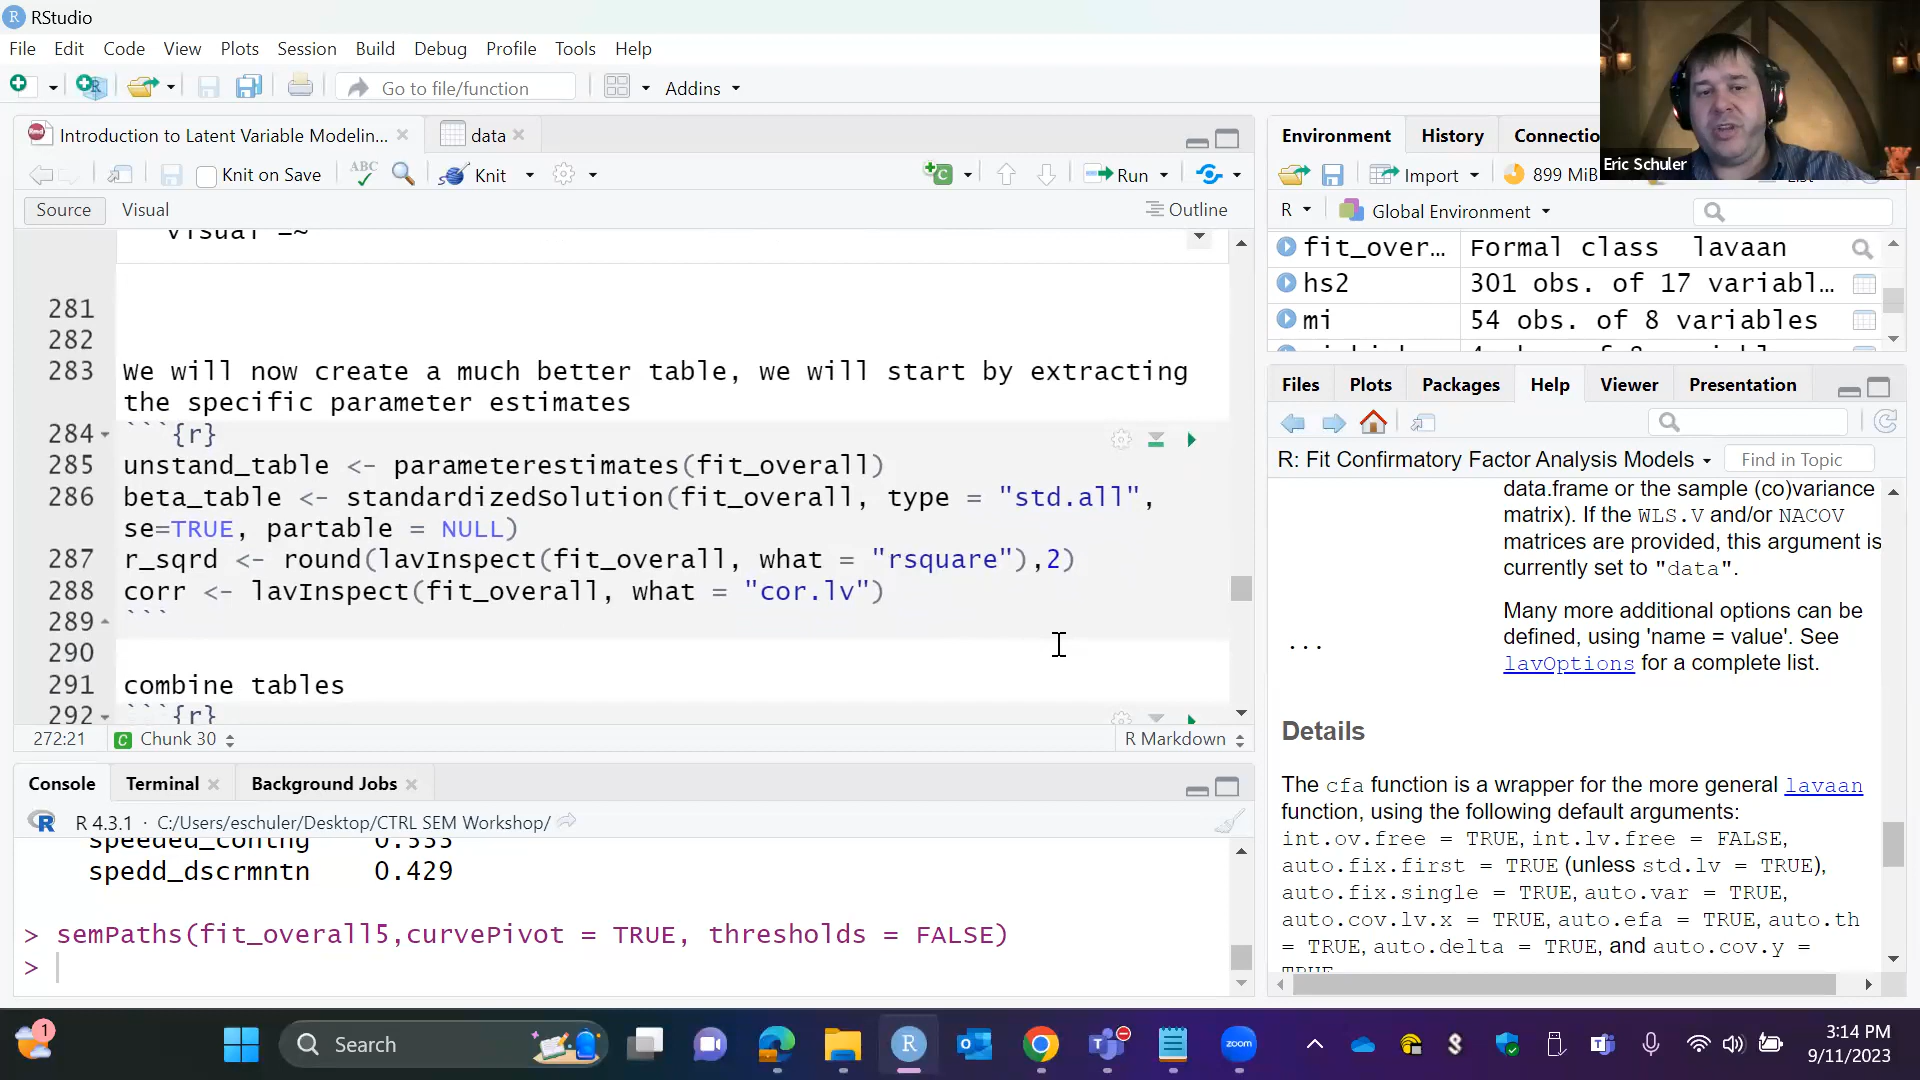 RStudio
File Edit Code View Plots Session Build Debug Profile Tools Help
Go to file/function
Addins
Introduction to Latent Variable Modelin...
data
Knit on Save
ABC
Knit
Run
Source
Visual
Outline
visual =~
281
282
283 we will now create a much better table, we will start by extracting
the specific parameter estimates
284 ```{r}
285 unstand_table <- parameterestimates(fit_overall)
286 beta_table <- standardizedSolution(fit_overall, type = "std.all",
se=TRUE, partable = NULL)
287 r_sqrd <- round(lavInspect(fit_overall, what = "rsquare"),2)
288 corr <- lavInspect(fit_overall, what = "cor.lv")
289 ```
290
291 combine tables
292 ```{r}
272:21
Chunk 30
R Markdown
Console Terminal Background Jobs
R 4.3.1 · C:/Users/eschuler/Desktop/CTRL SEM Workshop/
speeded_contng 0.533
spedd_dscrmntn 0.429
> semPaths(fit_overall5,curvePivot = TRUE, thresholds = FALSE)
>
Environment History Connectio
Import
899 MiB
R
Global Environment
fit_over... Formal class lavaan
hs2 301 obs. of 17 variabl...
mi 54 obs. of 8 variables
Files Plots Packages Help Viewer Presentation
R: Fit Confirmatory Factor Analysis Models
Find in Topic
data.frame or the sample (co)variance
matrix). If the WLS.V and/or NACOV
matrices are provided, this argument is
currently set to "data".
... Many more additional options can be
defined, using 'name = value'. See
lavOptions for a complete list.
Details
The cfa function is a wrapper for the more general lavaan
function, using the following default arguments:
int.ov.free = TRUE, int.lv.free = FALSE,
auto.fix.first = TRUE (unless std.lv = TRUE),
auto.fix.single = TRUE, auto.var = TRUE,
auto.cov.lv.x = TRUE, auto.efa = TRUE, auto.th
= TRUE, auto.delta = TRUE, and auto.cov.y =
TRUE
Eric Schuler
1
Search
zoom
3:14 PM
9/11/2023